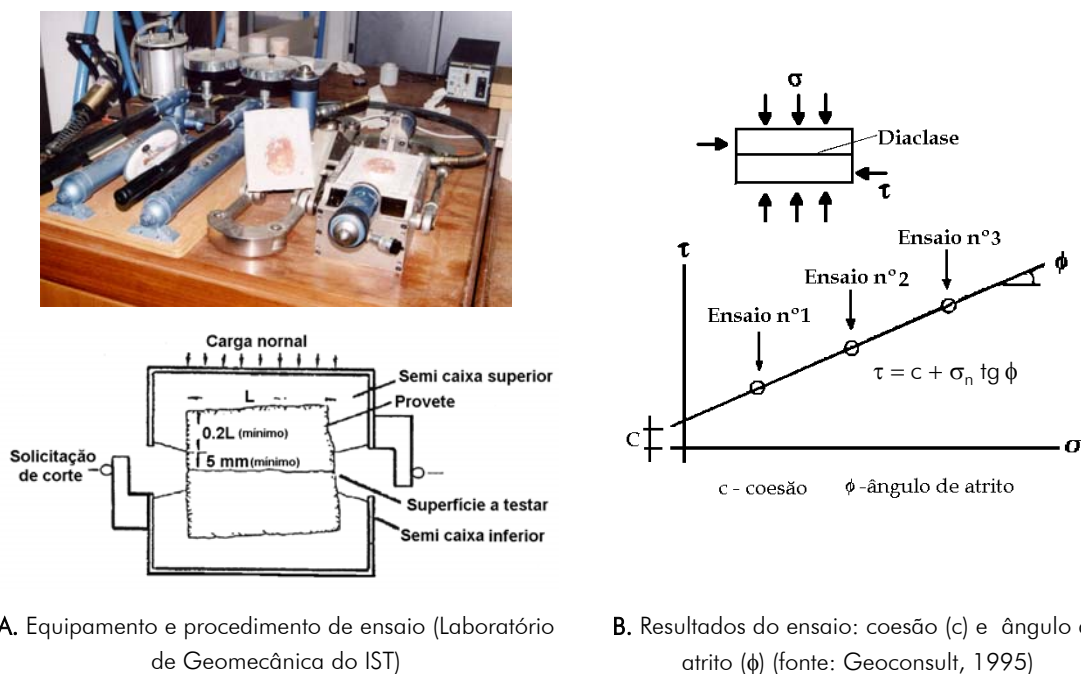 σ
Diaclase
τ
τ
Ensaio nº3
Ensaio nº2
Ensaio nº1
ϕ
τ = c + σn tg ϕ
C
σ
c - coesão ϕ -ângulo de atrito
Carga nornal
Semi caixa superior
L
Provete
0.2L (mínimo)
Solicitação
de corte
5 mm(mínimo)
Superfície a testar
Semi caixa inferior
A. Equipamento e procedimento de ensaio (Laboratório
de Geomecânica do IST)
B. Resultados do ensaio: coesão (c) e ângulo
atrito (ϕ) (fonte: Geoconsult, 1995)